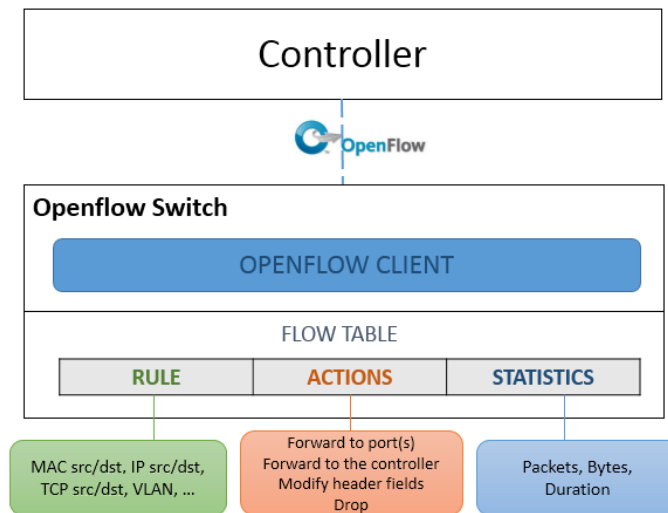 Controller
OpenFlow
Openflow Switch
OPENFLOW CLIENT
FLOW TABLE
RULE
ACTIONS
STATISTICS
MAC src/dst, IP src/dst,
TCP src/dst, VLAN, ...
Forward to port(s)
Forward to the controller
Modify header fields
Drop
Packets, Bytes,
Duration